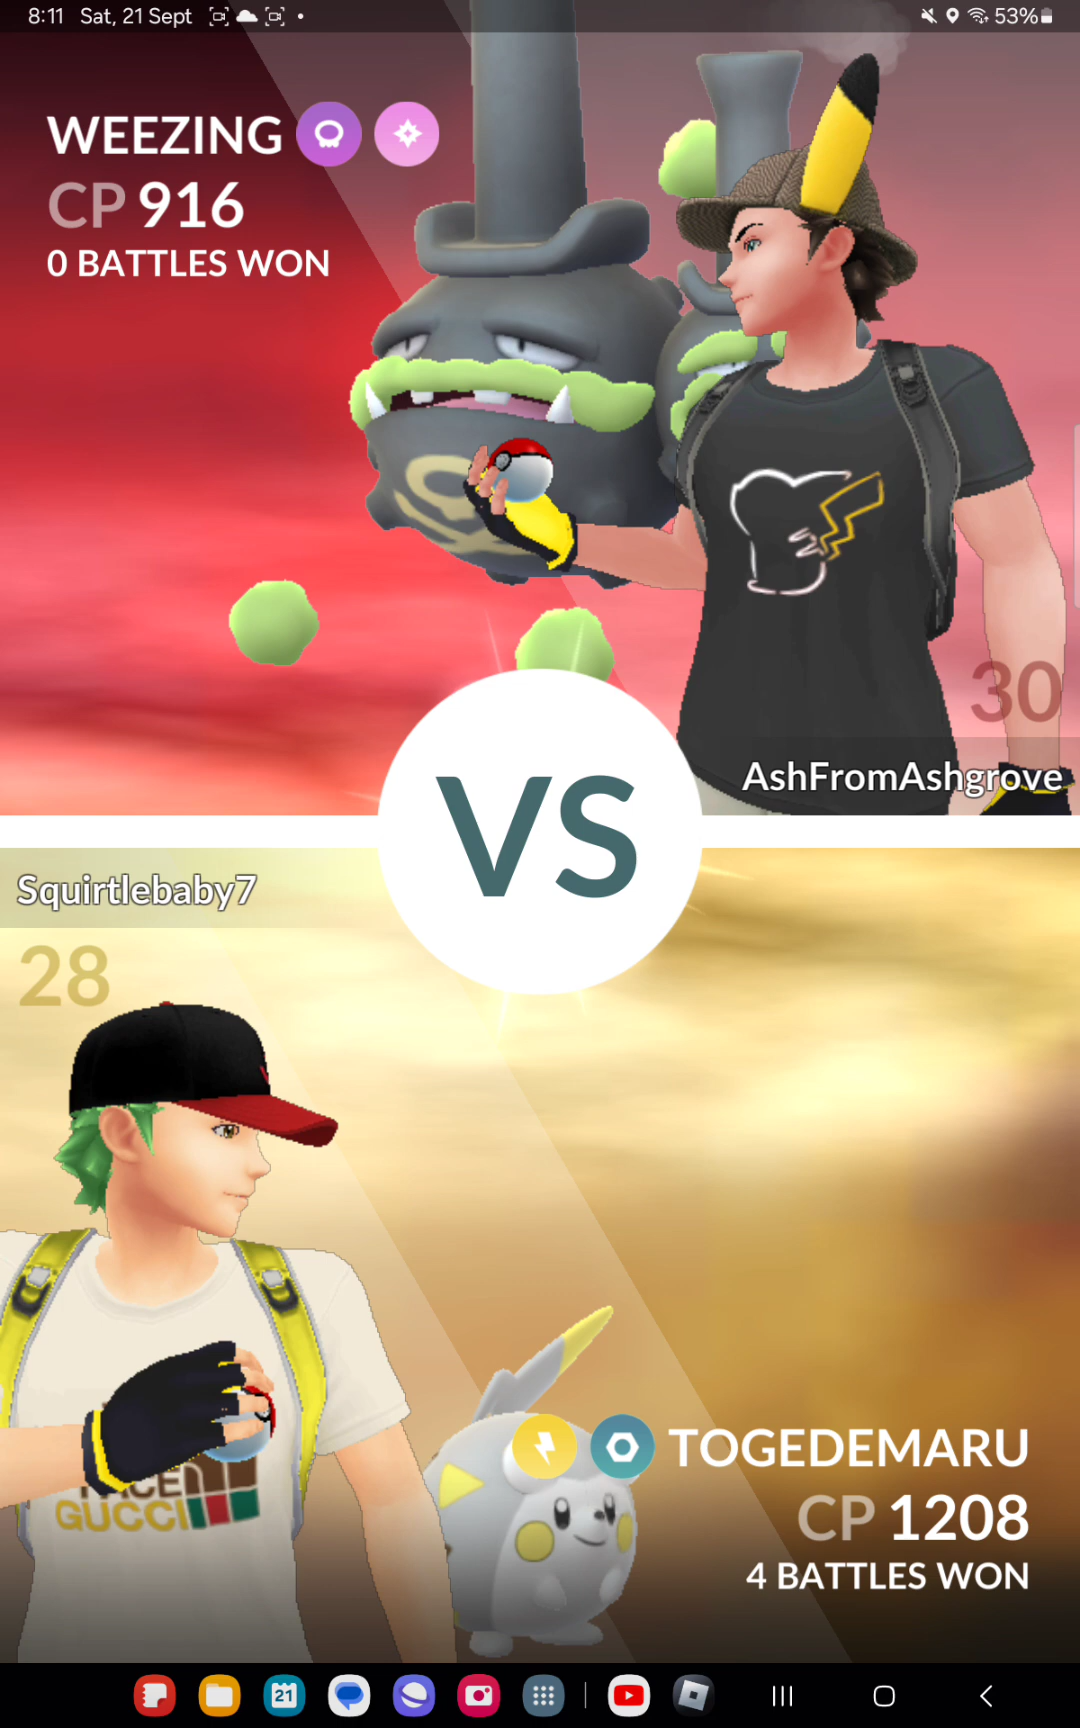 8:11 Sat, 21 Sept
53%
WEEZING
CP 916
0 BATTLES WON
30
AshFromAshgrove
VS
Squirtlebaby7
28
GUCCI
TOGEDEMARU
CP 1208
4 BATTLES WON
21